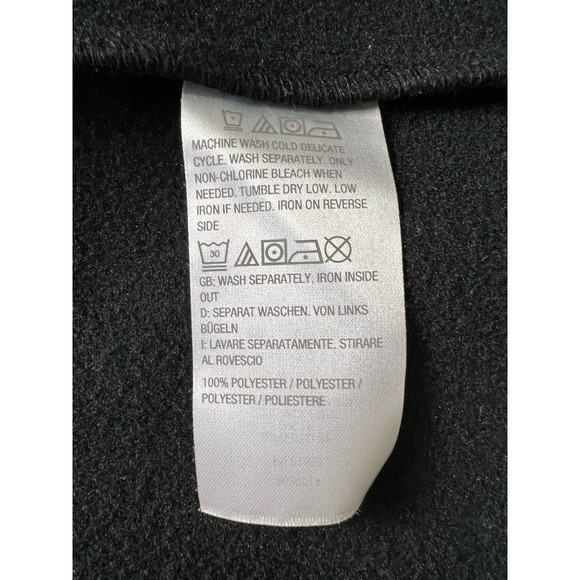 MACHINE WASH COLD DELICATE
CYCLE. WASH SEPARATELY. ONLY
NON-CHLORINE BLEACH WHEN
NEEDED. TUMBLE DRY LOW. LOW
IRON IF NEEDED. IRON ON REVERSE
SIDE
30
GB: WASH SEPARATELY. IRON INSIDE
OUT
D: SEPARAT WASCHEN. VON LINKS
BÜGELN
I: LAVARE SEPARATAMENTE. STIRARE
AL ROVESCIO
100% POLYESTER / POLYESTER /
POLYESTER / POLIESTERE